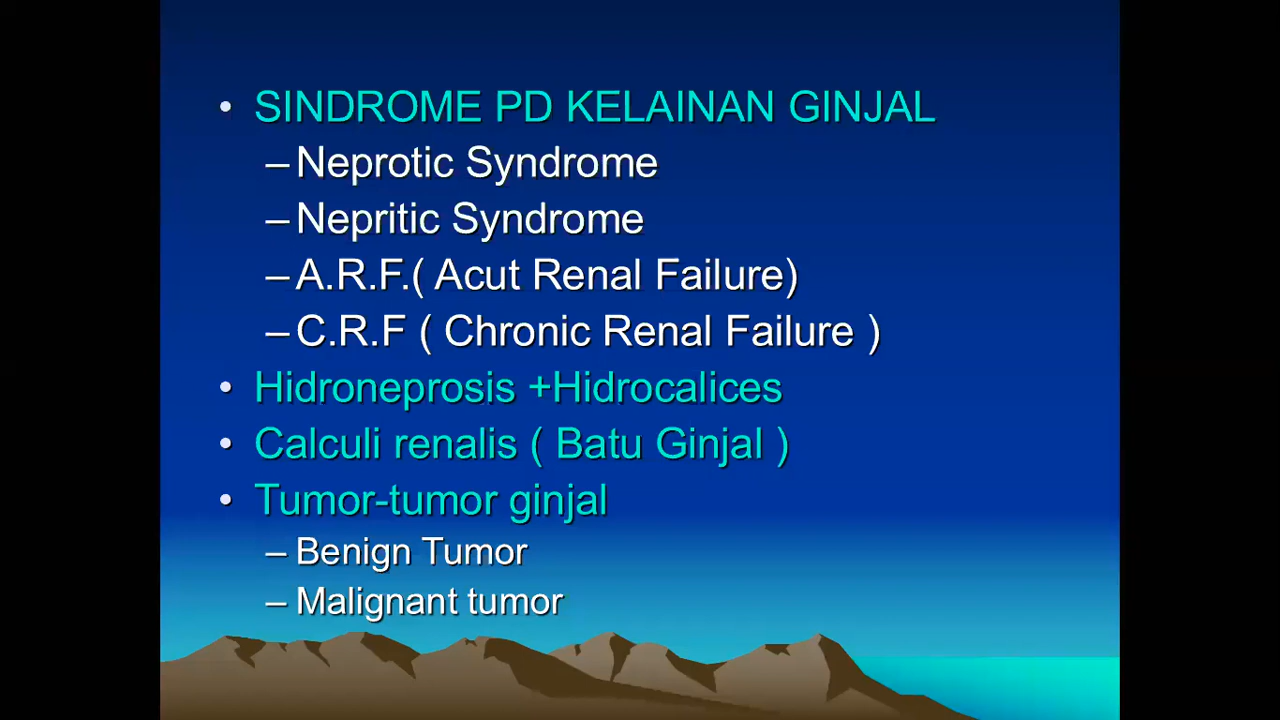 • SINDROME PD KELAINAN GINJAL
– Neprotic Syndrome
– Nepritic Syndrome
– A.R.F.( Acut Renal Failure)
– C.R.F ( Chronic Renal Failure )
• Hidroneprosis +Hidrocalices
• Calculi renalis ( Batu Ginjal )
• Tumor-tumor ginjal
– Benign Tumor
– Malignant tumor